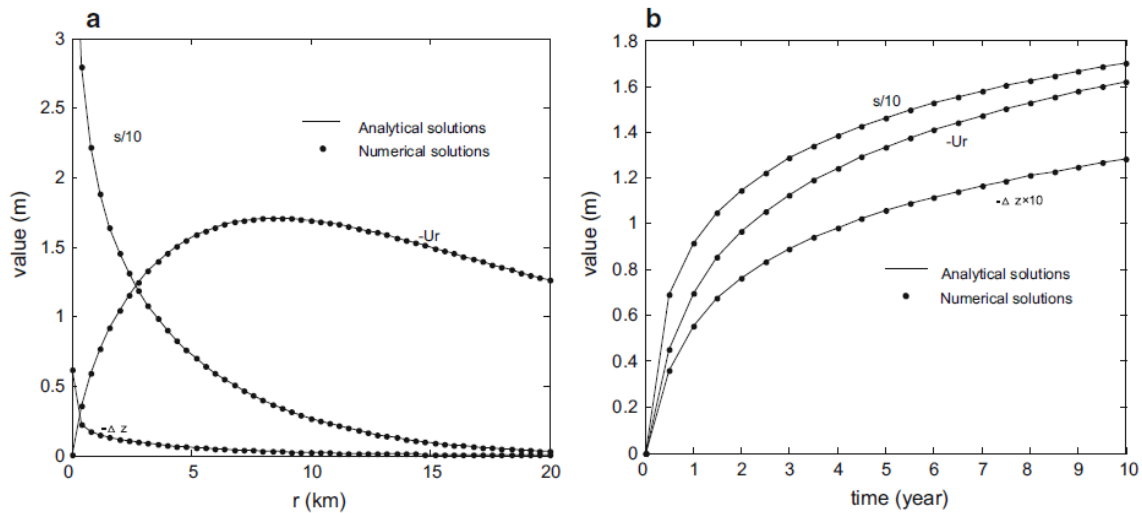 a
value (m)
3
2.5
2
1.5
1
0.5
0
s/10
Analytical solutions
Numerical solutions
-Ur
-△ z
0
5
10
15
20
r (km)
b
value (m)
1.8
1.6
1.4
1.2
1
0.8
0.6
0.4
0.2
0
s/10
-Ur
-△ z×10
Analytical solutions
Numerical solutions
0 1 2 3 4 5 6 7 8 9 10
time (year)